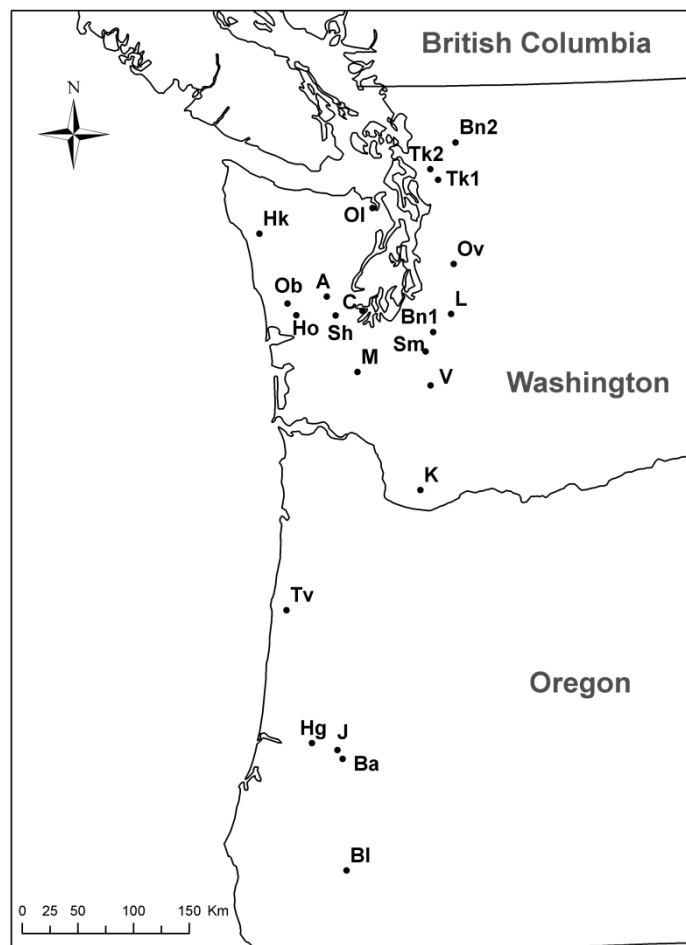 British Columbia
N
Bn2
Tk2
Tk1
Ol
Hk
Ov
Ob
A
C
L
Ho
Sh
Bn1
Sm
M
V
Washington
K
Tv
Oregon
Hg
J
Ba
Bl
0 25 50 100 150 Km